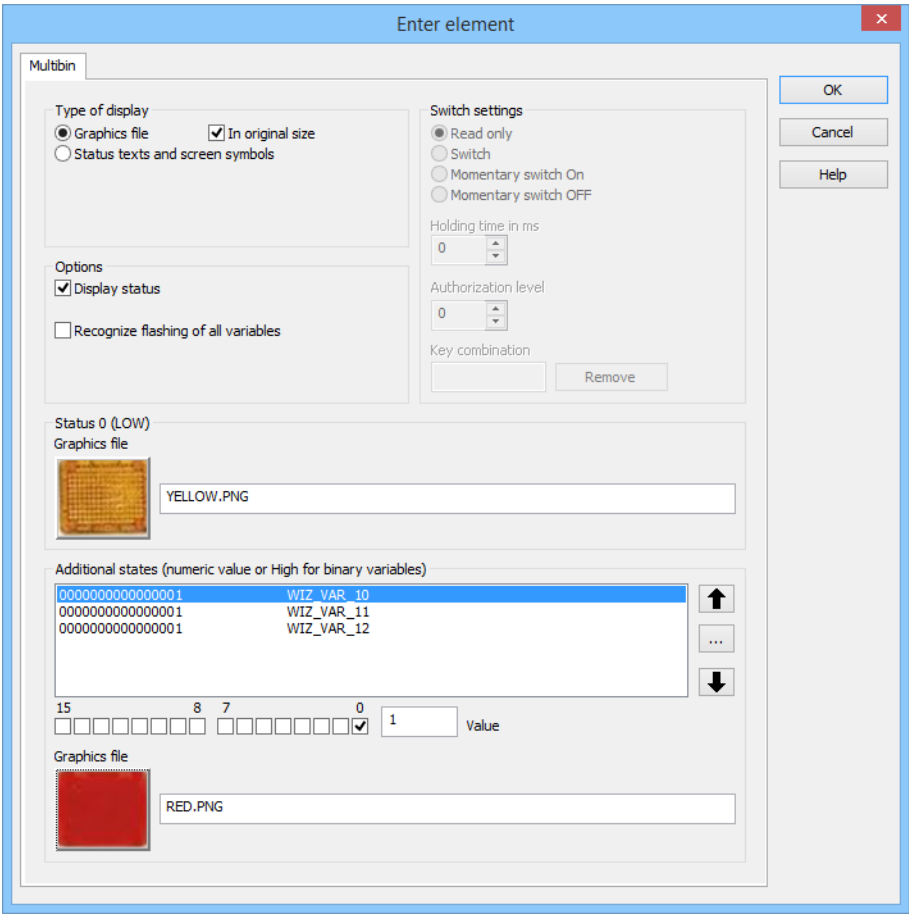 Enter element
Multibin
OK
Cancel
Help
Type of display
Graphics file
In original size
Status texts and screen symbols
Switch settings
Read only
Switch
Momentary switch On
Momentary switch OFF
Holding time in ms
0
Authorization level
0
Key combination
Remove
Options
Display status
Recognize flashing of all variables
Status 0 (LOW)
Graphics file
YELLOW.PNG
Additional states (numeric value or High for binary variables)
0000000000000001 WIZ_VAR_10
0000000000000001 WIZ_VAR_11
0000000000000001 WIZ_VAR_12
...
15 8 7 0
1 Value
Graphics file
RED.PNG